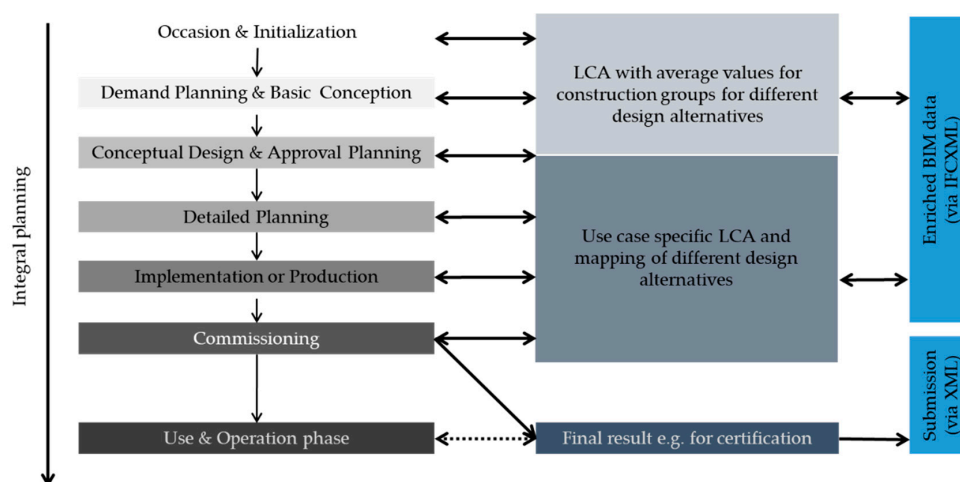 Integral planning
Occasion & Initialization
Demand Planning & Basic Conception
Conceptual Design & Approval Planning
Detailed Planning
Implementation or Production
Commissioning
Use & Operation phase
LCA with average values for
construction groups for different
design alternatives
Use case specific LCA and
mapping of different design
alternatives
Final result e.g. for certification
Enriched BIM data
(via IFCXML)
Submission
(via XML)